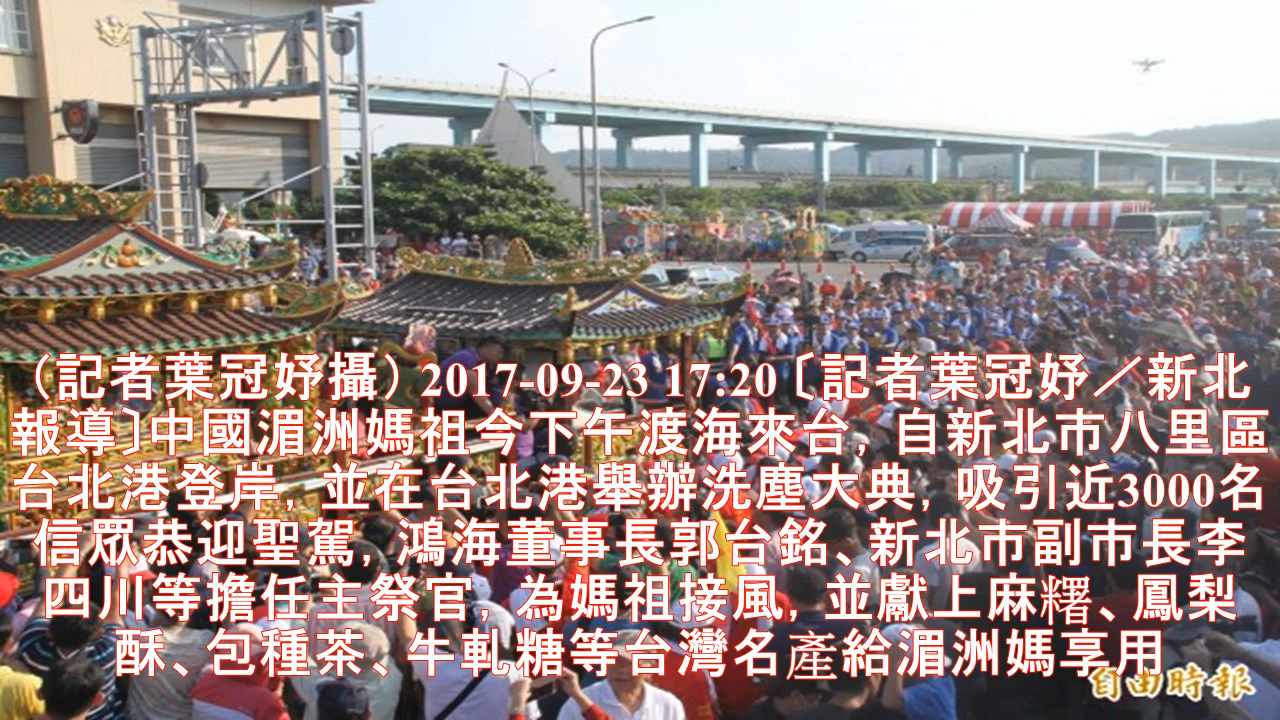 （記者葉冠妤攝）2017-09-23 17:20〔記者葉冠妤／新北
報導〕中國湄洲媽祖今下午渡海來台，自新北市八里區
台北港登岸，並在台北港舉辦洗塵大典，吸引近3000名
信眾恭迎聖駕，鴻海董事長郭台銘、新北市副市長李
四川等擔任主祭官，為媽祖接風，並獻上麻糬、鳳梨
酥、包種茶、牛軋糖等台灣名產給湄洲媽享用
自由時報